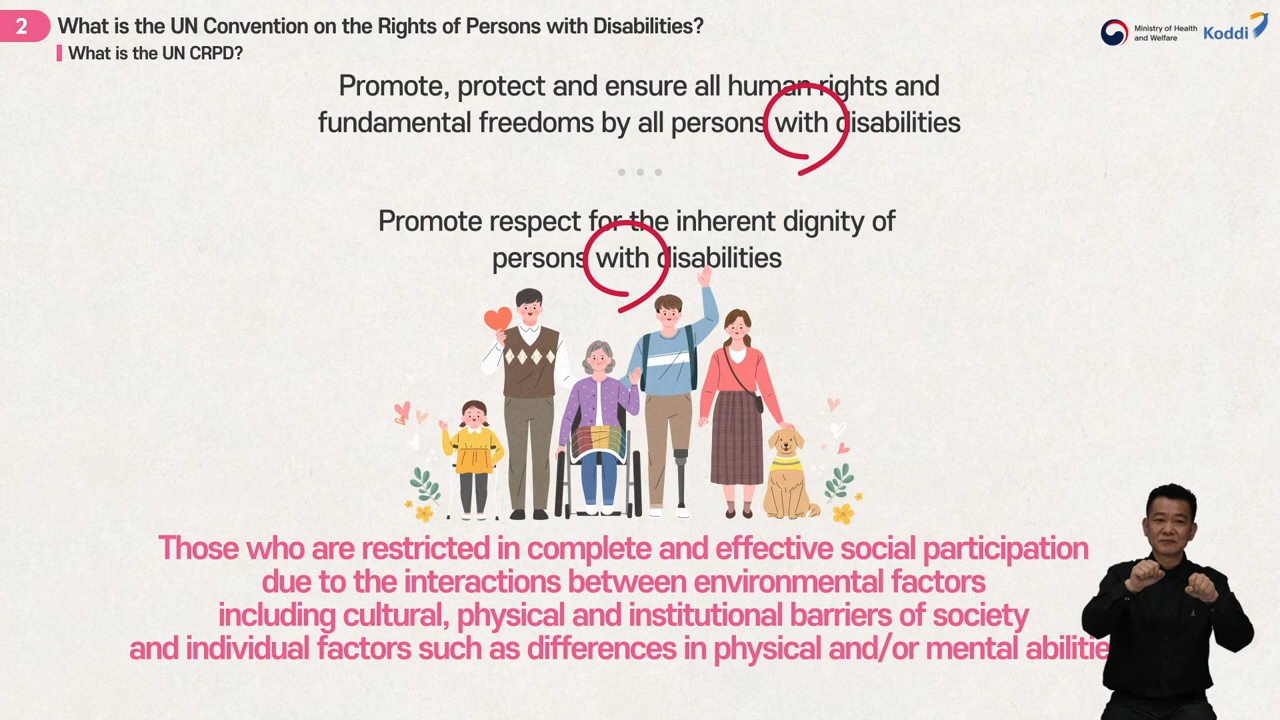 2
What is the UN Convention on the Rights of Persons with Disabilities?
What is the UN CRPD?
Ministry of Health
and Welfare
Koddi
Promote, protect and ensure all human rights and
fundamental freedoms by all persons with disabilities
Promote respect for the inherent dignity of
persons with disabilities
Those who are restricted in complete and effective social participation
due to the interactions between environmental factors
including cultural, physical and institutional barriers of society
and individual factors such as differences in physical and/or mental abilitie